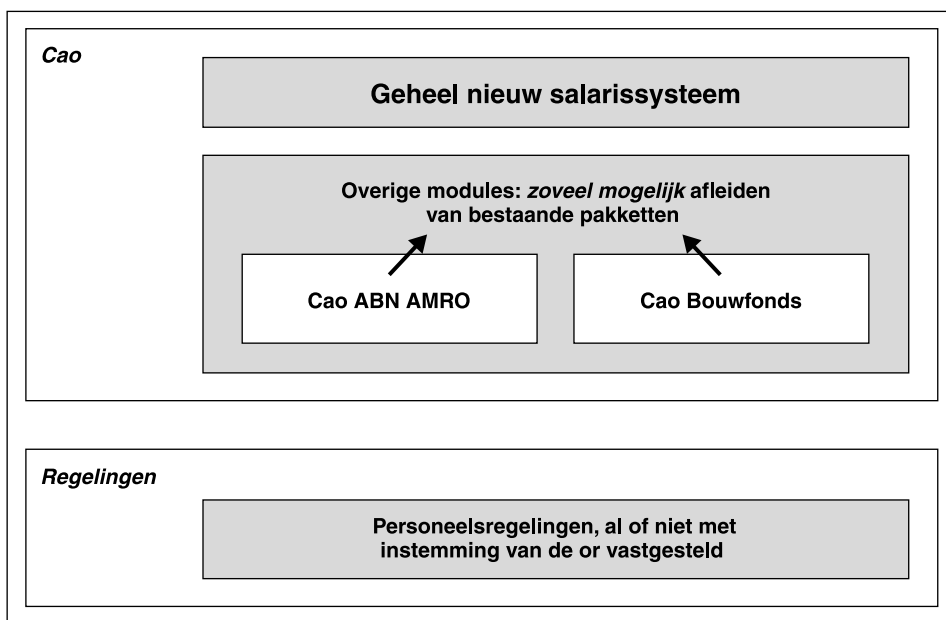 Cao
Geheel nieuw salarissysteem
Overige modules: zoveel mogelijk afleiden
van bestaande pakketten
Cao ABN AMRO
Cao Bouwfonds
Regelingen
Personeelsregelingen, al of niet met
instemming van de or vastgesteld